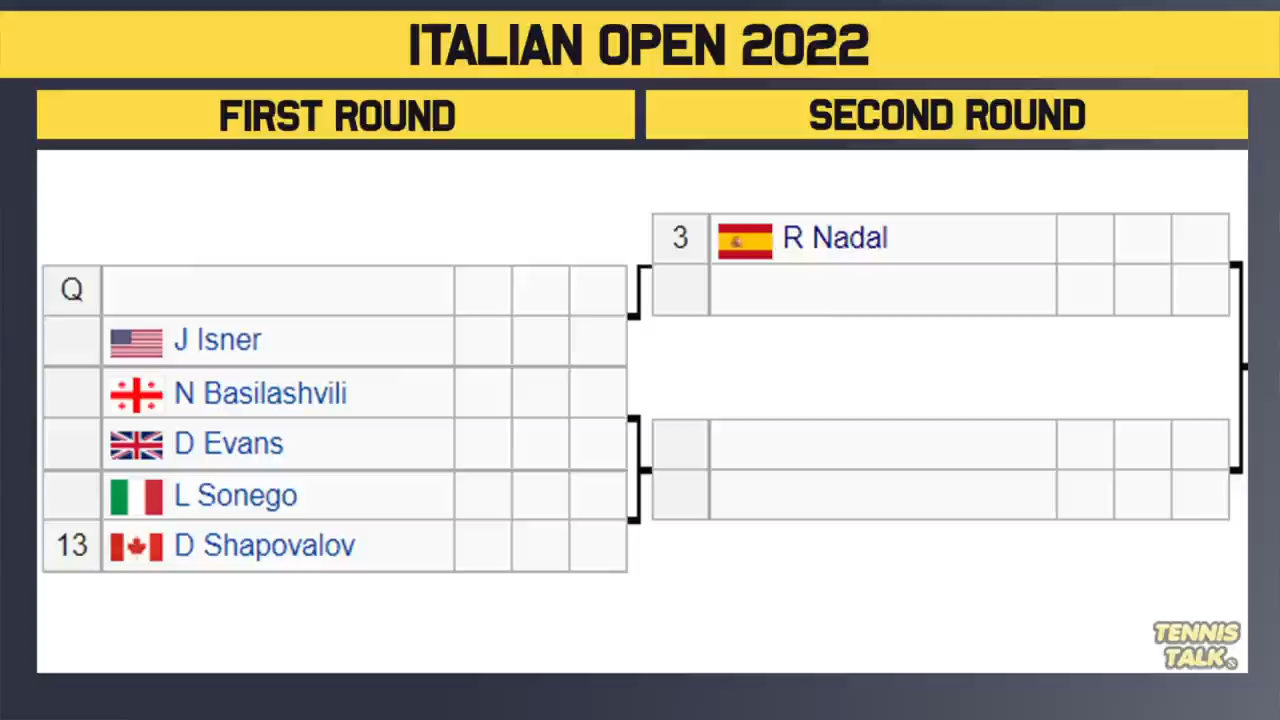 ITALIAN OPEN 2022
FIRST ROUND
SECOND ROUND
3 R Nadal
Q
J Isner
N Basilashvili
D Evans
L Sonego
13 D Shapovalov
TENNIS
TALK